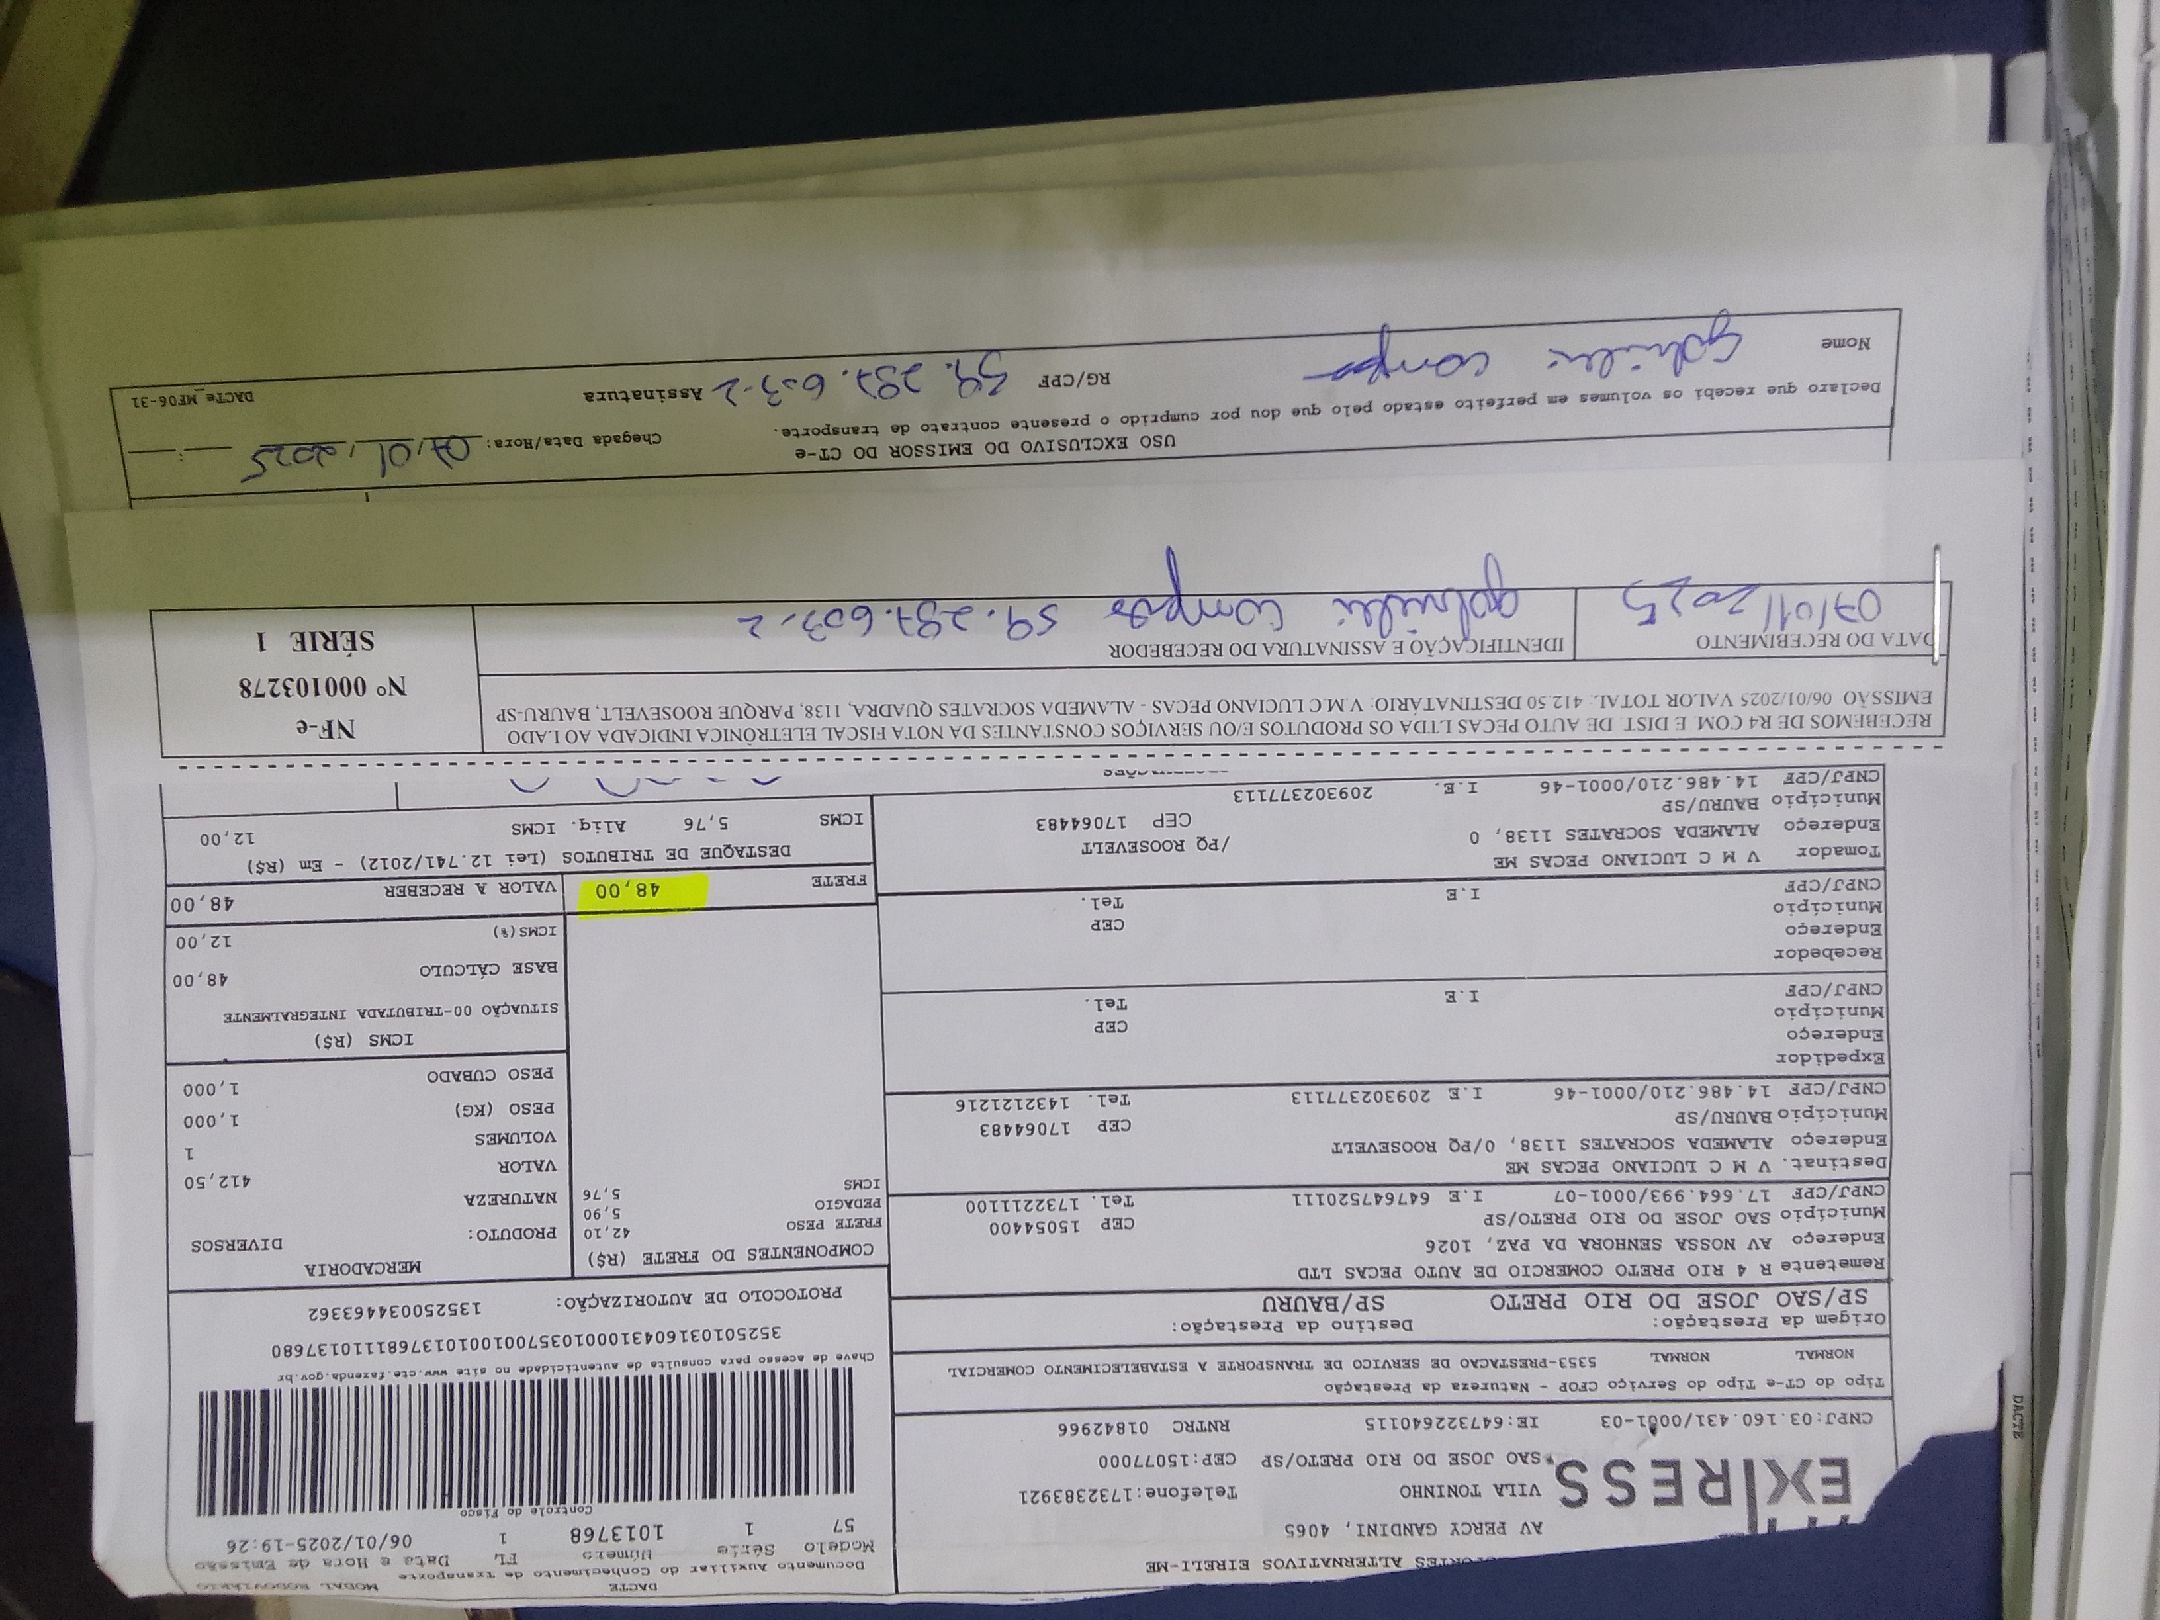 DACTE
MODAL RODOVIÁRIO
Documento Auxiliar do Conhecimento de Transporte
Modelo Série Número FL Data e Hora de Emissão
57 1 1013768 1 06/01/2025-19:26
Controle do Fisco
Chave de acesso para consulta de autenticidade no site www.cte.fazenda.gov.br
35250103160431000103570010010137681111013768​0
PROTOCOLO DE AUTORIZAÇÃO: 135250034463362
ORTES ALTERNATIVOS EIRELI-ME
AV PERCY GANDINI, 4065
EXPRESS
VILA TONINHO Telefone:1732383921
SAO JOSE DO RIO PRETO/SP CEP:15077000
CNPJ:03.160.431/0001-03 IE:647322640115 RNTRC 01842966
Tipo do CT-e Tipo do Serviço CFOP - Natureza da Prestação
NORMAL NORMAL 5353-PRESTACAO DE SERVICO DE TRANSPORTE A ESTABELECIMENTO COMERCIAL
Origem da Prestação: Destino da Prestação:
SP/SAO JOSE DO RIO PRETO SP/BAURU
Remetente R 4 RIO PRETO COMERCIO DE AUTO PECAS LTD
Endereço AV NOSSA SENHORA DA PAZ, 1026
Município SAO JOSE DO RIO PRETO/SP CEP 15054400
CNPJ/CPF 17.664.993/0001-07 I.E 647647520111 Tel. 1732211100
Destinat. V M C LUCIANO PECAS ME
Endereço ALAMEDA SOCRATES 1138, 0/PQ ROOSEVELT
Município BAURU/SP CEP 17064483
CNPJ/CPF 14.486.210/0001-46 I.E 209302377113 Tel. 1432121216
Expedidor
Endereço
Município CEP
CNPJ/CPF I.E Tel.
Recebedor
Endereço
Município CEP
CNPJ/CPF I.E Tel.
Tomador V M C LUCIANO PECAS ME
Endereço ALAMEDA SOCRATES 1138, 0 /PQ ROOSEVELT
Município BAURU/SP CEP 17064483
CNPJ/CPF 14.486.210/0001-46 I.E. 209302377113
COMPONENTES DO FRETE (R$)
FRETE PESO 42,10
PEDAGIO 5,90
ICMS 5,76
MERCADORIA
PRODUTO: DIVERSOS
NATUREZA
VALOR 412,50
VOLUMES 1
PESO (KG) 1,000
PESO CUBADO 1,000
ICMS (R$)
SITUAÇÃO 00-TRIBUTADA INTEGRALMENTE
BASE CÁLCULO 48,00
ICMS(%) 12,00
FRETE 48,00 VALOR A RECEBER 48,00
DESTAQUE DE TRIBUTOS (Lei 12.741/2012) - Em (R$)
ICMS 5,76 Aliq. ICMS 12,00
RECEBEMOS DE R4 COM E DIST. DE AUTO PECAS LTDA OS PRODUTOS E/OU SERVIÇOS CONSTANTES DA NOTA FISCAL ELETRÔNICA INDICADA AO LADO
EMISSÃO 06/01/2025 VALOR TOTAL: 412.50 DESTINATÁRIO: V.M.C LUCIANO PECAS - ALAMEDA SOCRATES QUADRA, 1138, PARQUE ROOSEVELT, BAURU-SP
NF-e
Nº 000103278
SÉRIE 1
DATA DO RECEBIMENTO
07/01/2025
IDENTIFICAÇÃO E ASSINATURA DO RECEBEDOR
59.297.603-2
USO EXCLUSIVO DO EMISSOR DO CT-e
Chegada Data/Hora: 07/01/2025
Declaro que recebi os volumes em perfeito estado pelo que dou por cumprido o presente contrato de transporte.
Nome RG/CPF 59.297.603-2 Assinatura
DACTe MF06-31
DACTE